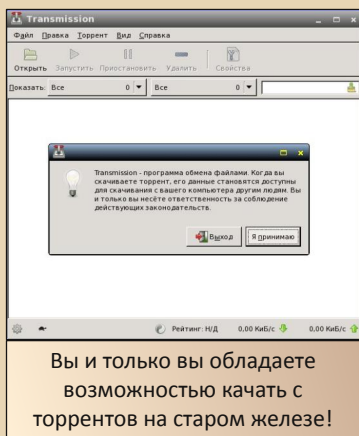 Transmission
Файл Правка Торрент Вид Справка
Открыть Запустить Приостановить Удалить Свойства
Показать: Все 0 Все 0
Transmission - программа обмена файлами. Когда вы
скачиваете торрент, его данные становятся доступны
для скачивания с вашего компьютера другим людям. Вы
и только вы несёте ответственность за соблюдение
действующих законодательств.
Выход Я принимаю
Рейтинг: Н/Д 0,00 КиБ/с 0,00 КиБ/с
Вы и только вы обладаете
возможностью качать с
торрентов на старом железе!